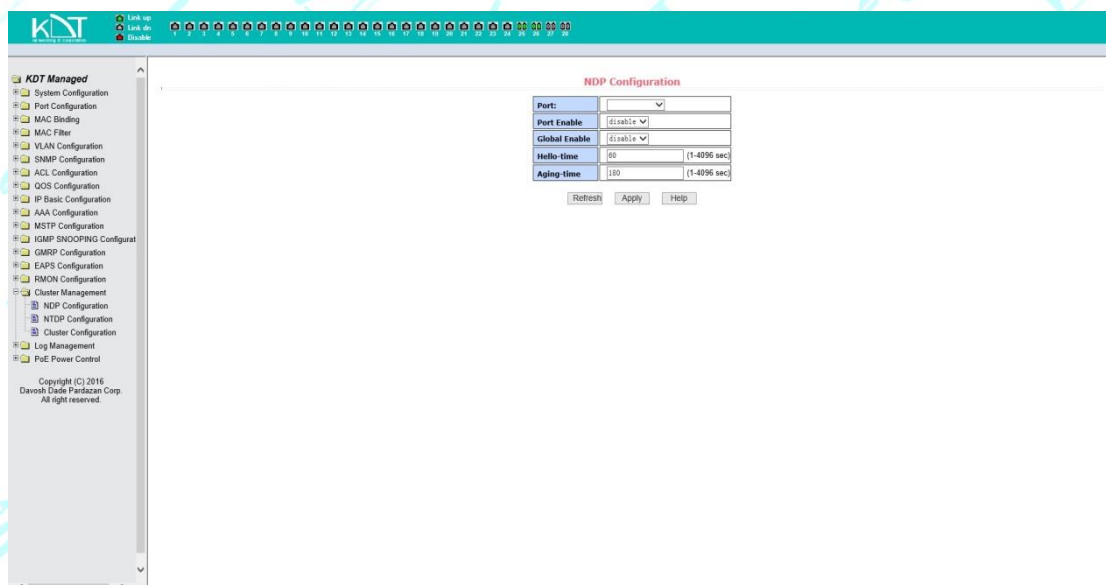 KDT
Link up
Link dn
Disable
1 2 3 4 5 6 7 8 9 10 11 12 13 14 15 16 17 18 19 20 21 22 23 24 25 26 27 28
KDT Managed
System Configuration
Port Configuration
MAC Binding
MAC Filter
VLAN Configuration
SNMP Configuration
ACL Configuration
QOS Configuration
IP Basic Configuration
AAA Configuration
MSTP Configuration
IGMP SNOOPING Configurat
GMRP Configuration
EAPS Configuration
RMON Configuration
Cluster Management
NDP Configuration
NTDP Configuration
Cluster Configuration
Log Management
PoE Power Control
Copyright (C) 2016
Davosh Dade Pardazan Corp.
All right reserved.
NDP Configuration
Port:
Port Enable disable
Global Enable disable
Hello-time 60 (1-4096 sec)
Aging-time 180 (1-4096 sec)
Refresh Apply Help